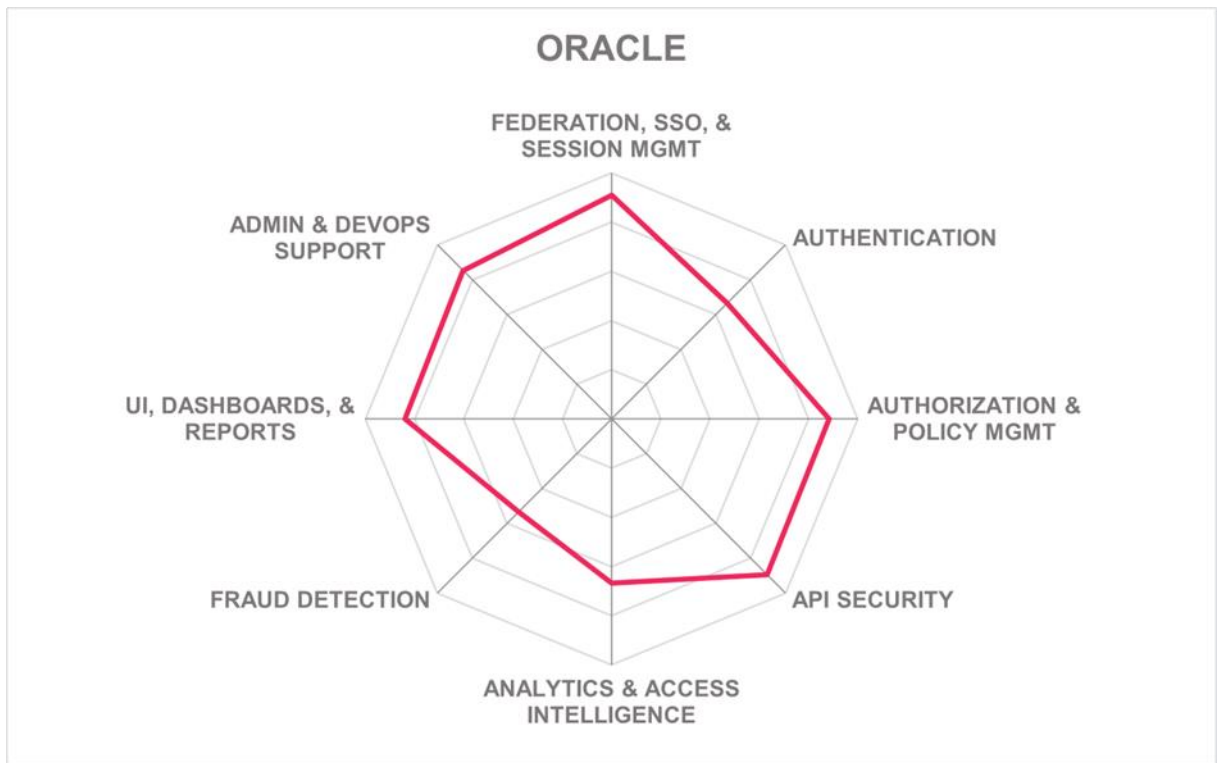 ORACLE
FEDERATION, SSO, &
SESSION MGMT
ADMIN & DEVOPS
SUPPORT
AUTHENTICATION
UI, DASHBOARDS, &
REPORTS
AUTHORIZATION &
POLICY MGMT
FRAUD DETECTION
API SECURITY
ANALYTICS & ACCESS
INTELLIGENCE